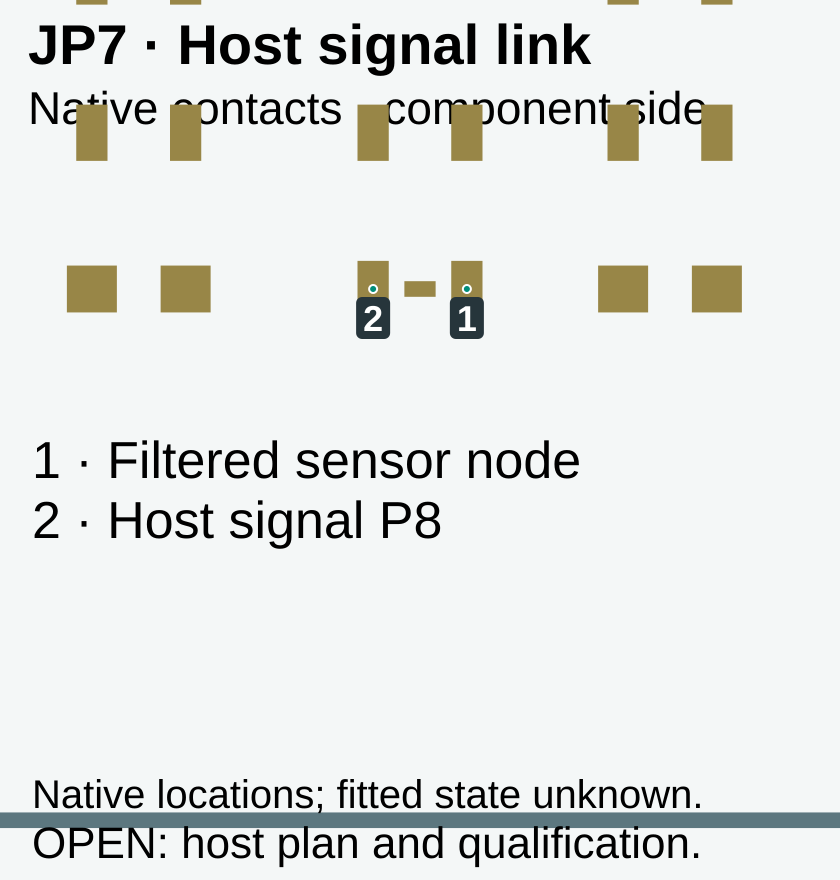 JP7 · Host signal link
Native contacts · component side
2 1
1 · Filtered sensor node
2 · Host signal P8
Native locations; fitted state unknown.
OPEN: host plan and qualification.